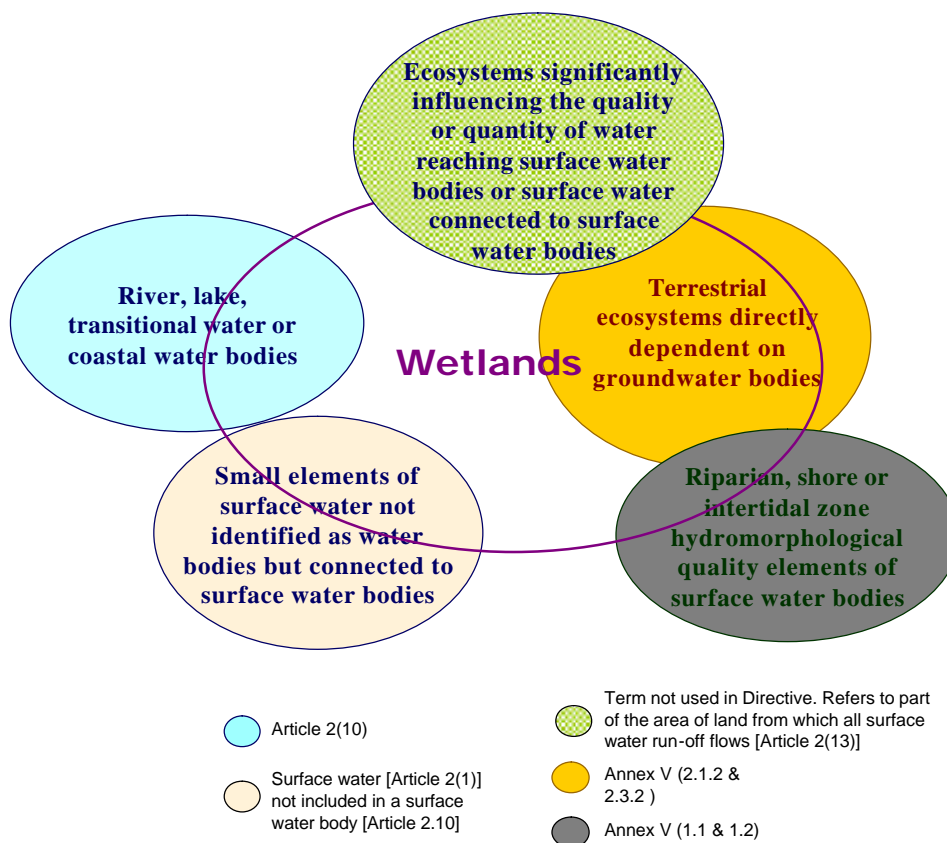 Ecosystems significantly
influencing the quality
or quantity of water
reaching surface water
bodies or surface water
connected to surface
water bodies
River, lake,
transitional water or
coastal water bodies
Wetlands
Terrestrial
ecosystems directly
dependent on
groundwater bodies
Small elements of
surface water not
identified as water
bodies but connected to
surface water bodies
Riparian, shore or
intertidal zone
hydromorphological
quality elements of
surface water bodies
Article 2(10)
Surface water [Article 2(1)]
not included in a surface
water body [Article 2.10]
Term not used in Directive. Refers to part
of the area of land from which all surface
water run-off flows [Article 2(13)]
Annex V (2.1.2 &
2.3.2 )
Annex V (1.1 & 1.2)